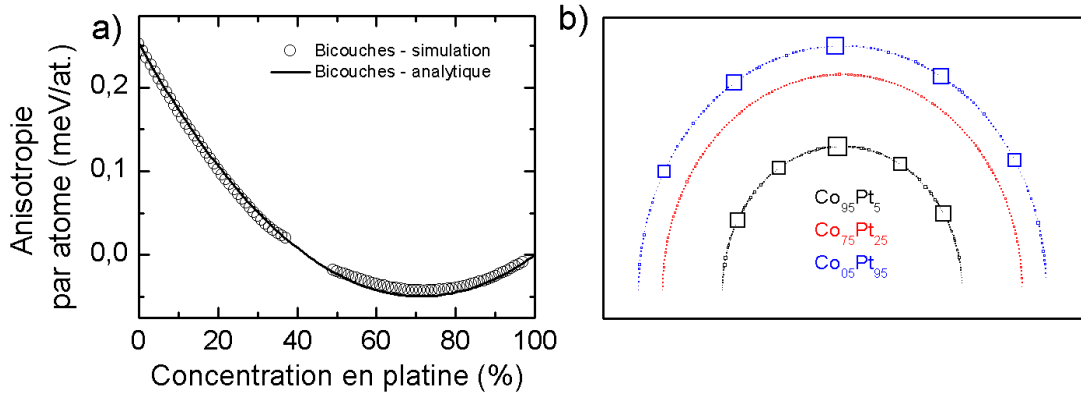 a)
Anisotropie
par atome (meV/at.)
0,2
0,1
0,0
Bicouches - simulation
Bicouches - analytique
0 20 40 60 80 100
Concentration en platine (%)
b)
Co₉₅Pt₅
Co₇₅Pt₂₅
Co₀₅Pt₉₅